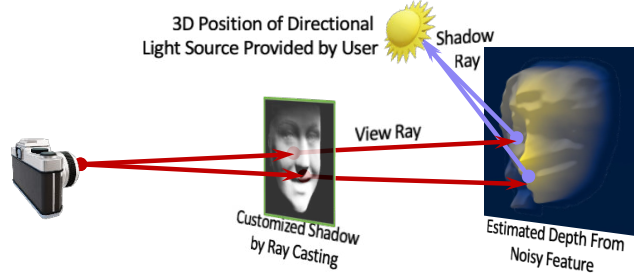 3D Position of Directional
Light Source Provided by User
Shadow
Ray
View Ray
Customized Shadow
by Ray Casting
Estimated Depth From
Noisy Feature